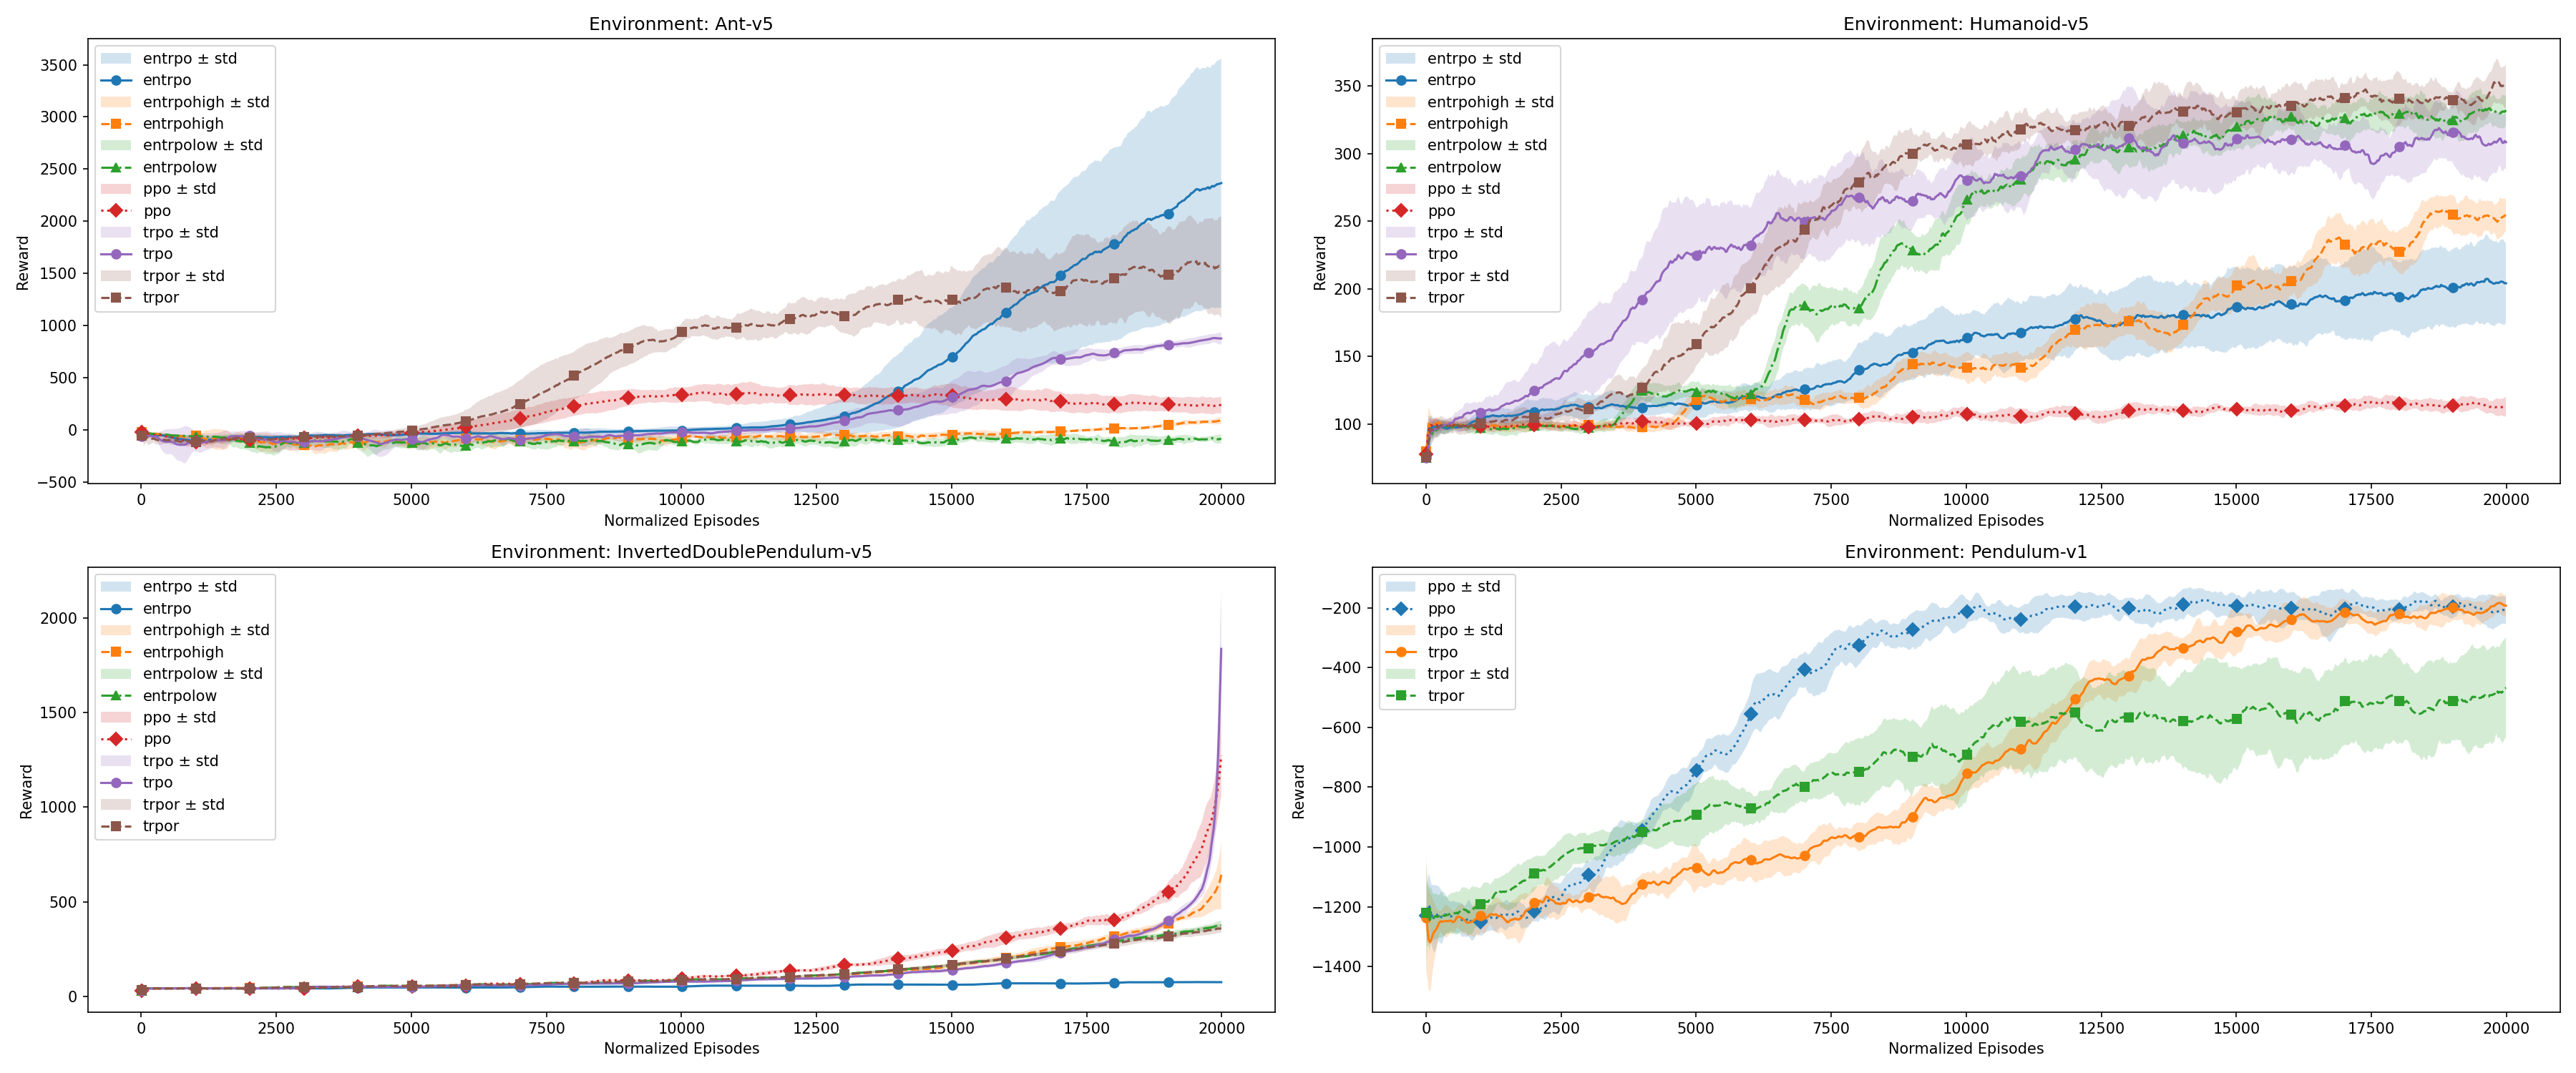 Environment: Ant-v5
entrpo ± std
entrpo
entrpohigh ± std
entrpohigh
entrpolow ± std
entrpolow
ppo ± std
ppo
trpo ± std
trpo
trpor ± std
trpor
3500
3000
2500
2000
1500
1000
500
0
−500
Reward
0 2500 5000 7500 10000 12500 15000 17500 20000
Normalized Episodes
Environment: Humanoid-v5
entrpo ± std
entrpo
entrpohigh ± std
entrpohigh
entrpolow ± std
entrpolow
ppo ± std
ppo
trpo ± std
trpo
trpor ± std
trpor
350
300
250
200
150
100
Reward
0 2500 5000 7500 10000 12500 15000 17500 20000
Normalized Episodes
Environment: InvertedDoublePendulum-v5
entrpo ± std
entrpo
entrpohigh ± std
entrpohigh
entrpolow ± std
entrpolow
ppo ± std
ppo
trpo ± std
trpo
trpor ± std
trpor
2000
1500
1000
500
0
Reward
0 2500 5000 7500 10000 12500 15000 17500 20000
Normalized Episodes
Environment: Pendulum-v1
ppo ± std
ppo
trpo ± std
trpo
trpor ± std
trpor
−200
−400
−600
−800
−1000
−1200
−1400
Reward
0 2500 5000 7500 10000 12500 15000 17500 20000
Normalized Episodes